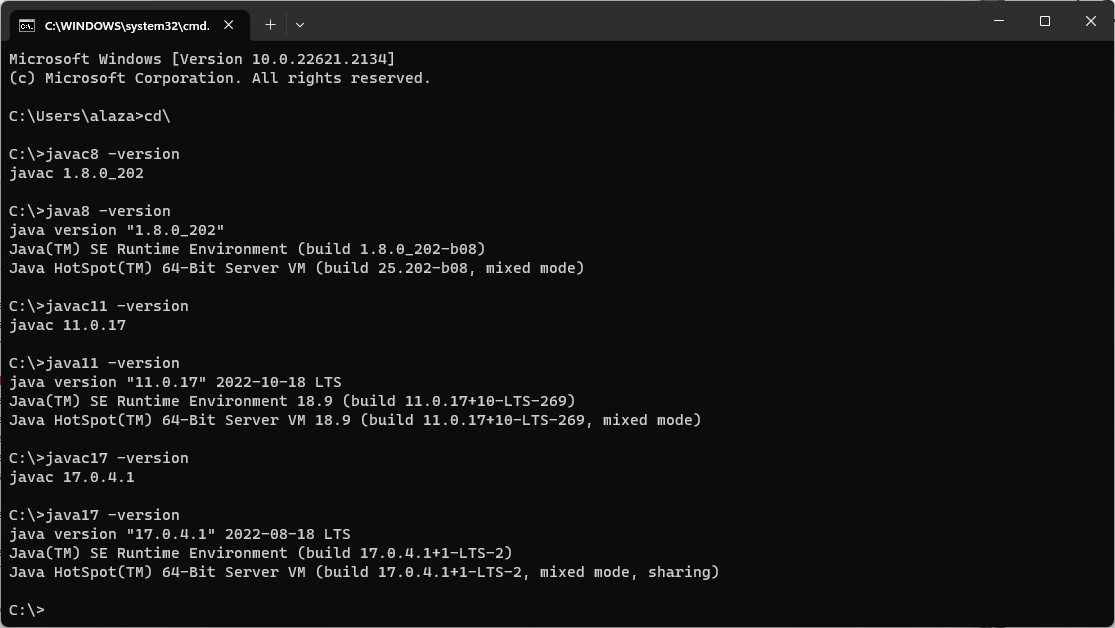 C:\WINDOWS\system32\cmd.
Microsoft Windows [Version 10.0.22621.2134]
(c) Microsoft Corporation. All rights reserved.
C:\Users\alaza>cd\
C:\>javac8 -version
javac 1.8.0_202
C:\>java8 -version
java version "1.8.0_202"
Java(TM) SE Runtime Environment (build 1.8.0_202-b08)
Java HotSpot(TM) 64-Bit Server VM (build 25.202-b08, mixed mode)
C:\>javac11 -version
javac 11.0.17
C:\>java11 -version
java version "11.0.17" 2022-10-18 LTS
Java(TM) SE Runtime Environment 18.9 (build 11.0.17+10-LTS-269)
Java HotSpot(TM) 64-Bit Server VM 18.9 (build 11.0.17+10-LTS-269, mixed mode)
C:\>javac17 -version
javac 17.0.4.1
C:\>java17 -version
java version "17.0.4.1" 2022-08-18 LTS
Java(TM) SE Runtime Environment (build 17.0.4.1+1-LTS-2)
Java HotSpot(TM) 64-Bit Server VM (build 17.0.4.1+1-LTS-2, mixed mode, sharing)
C:\>